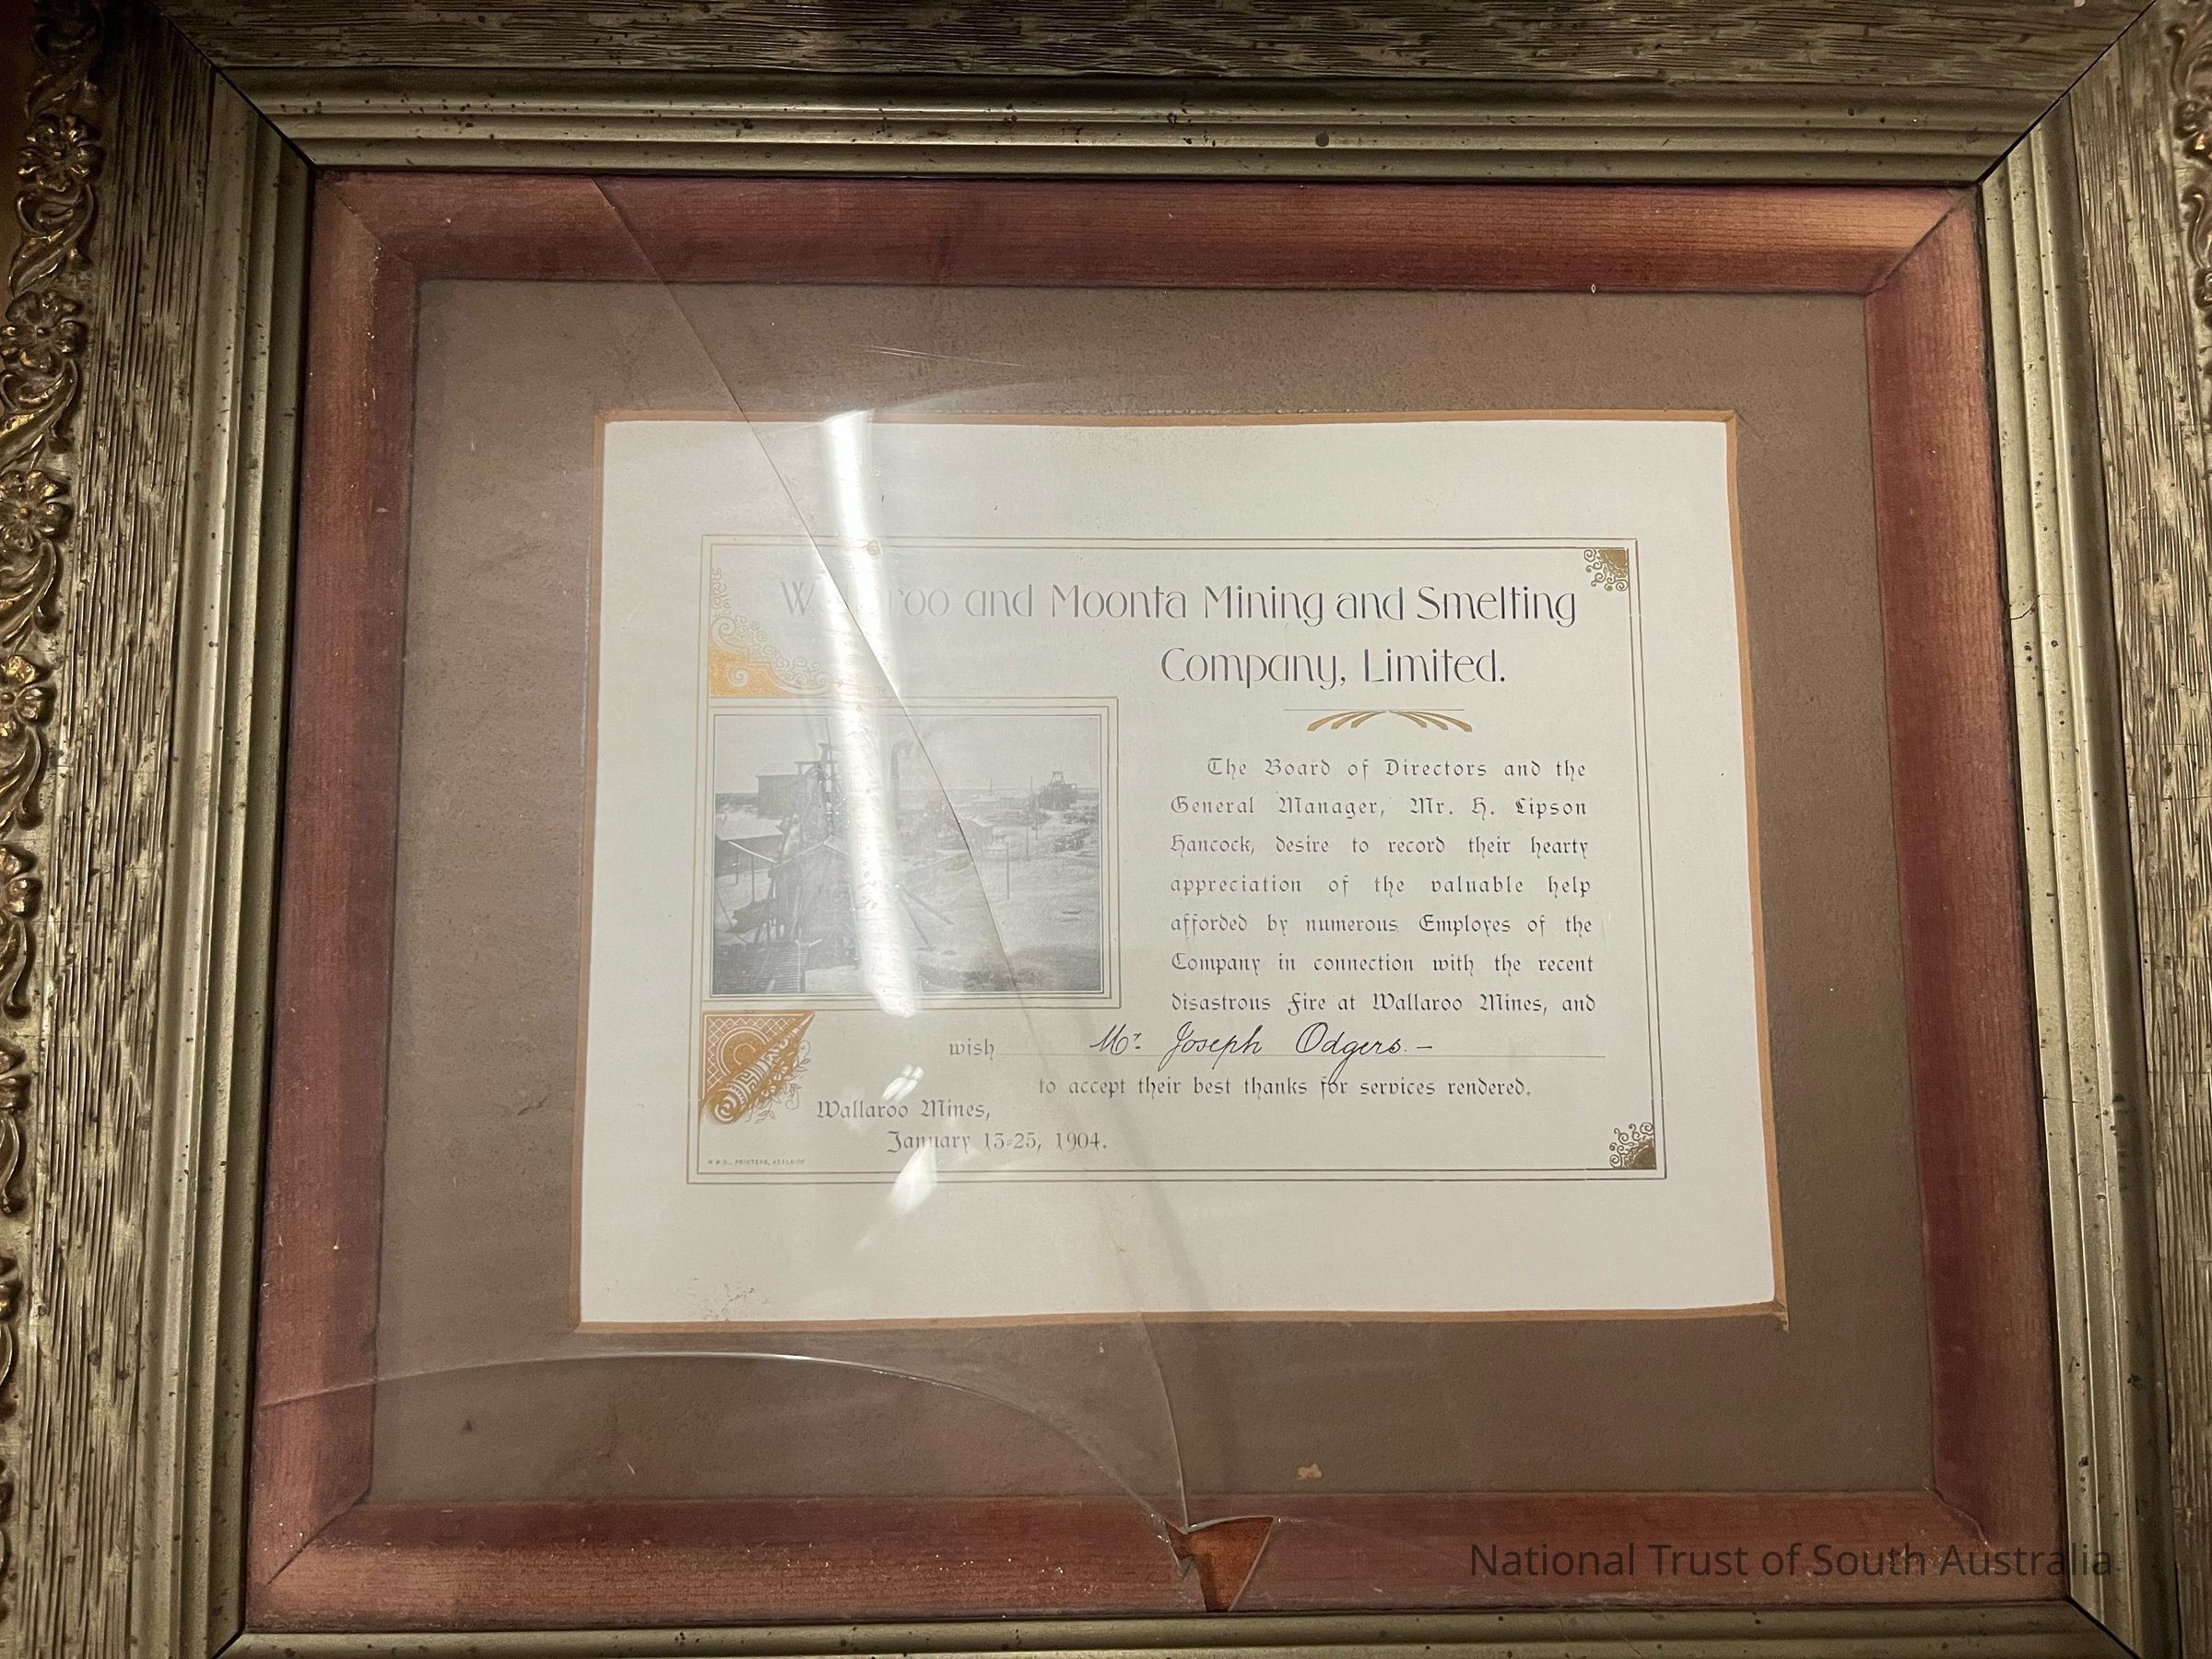 Wallaroo and Moonta Mining and Smelting
Company, Limited.
The Board of Directors and the
General Manager, Mr. H. Lipson
Hancock, desire to record their hearty
appreciation of the valuable help
afforded by numerous Employes of the
Company in connection with the recent
disastrous Fire at Wallaroo Mines, and
wish Mr. Joseph Odgers. –
to accept their best thanks for services rendered.
Wallaroo Mines,
January 13-25, 1904.
PRINTERS, ADELAIDE
National Trust of South Australia